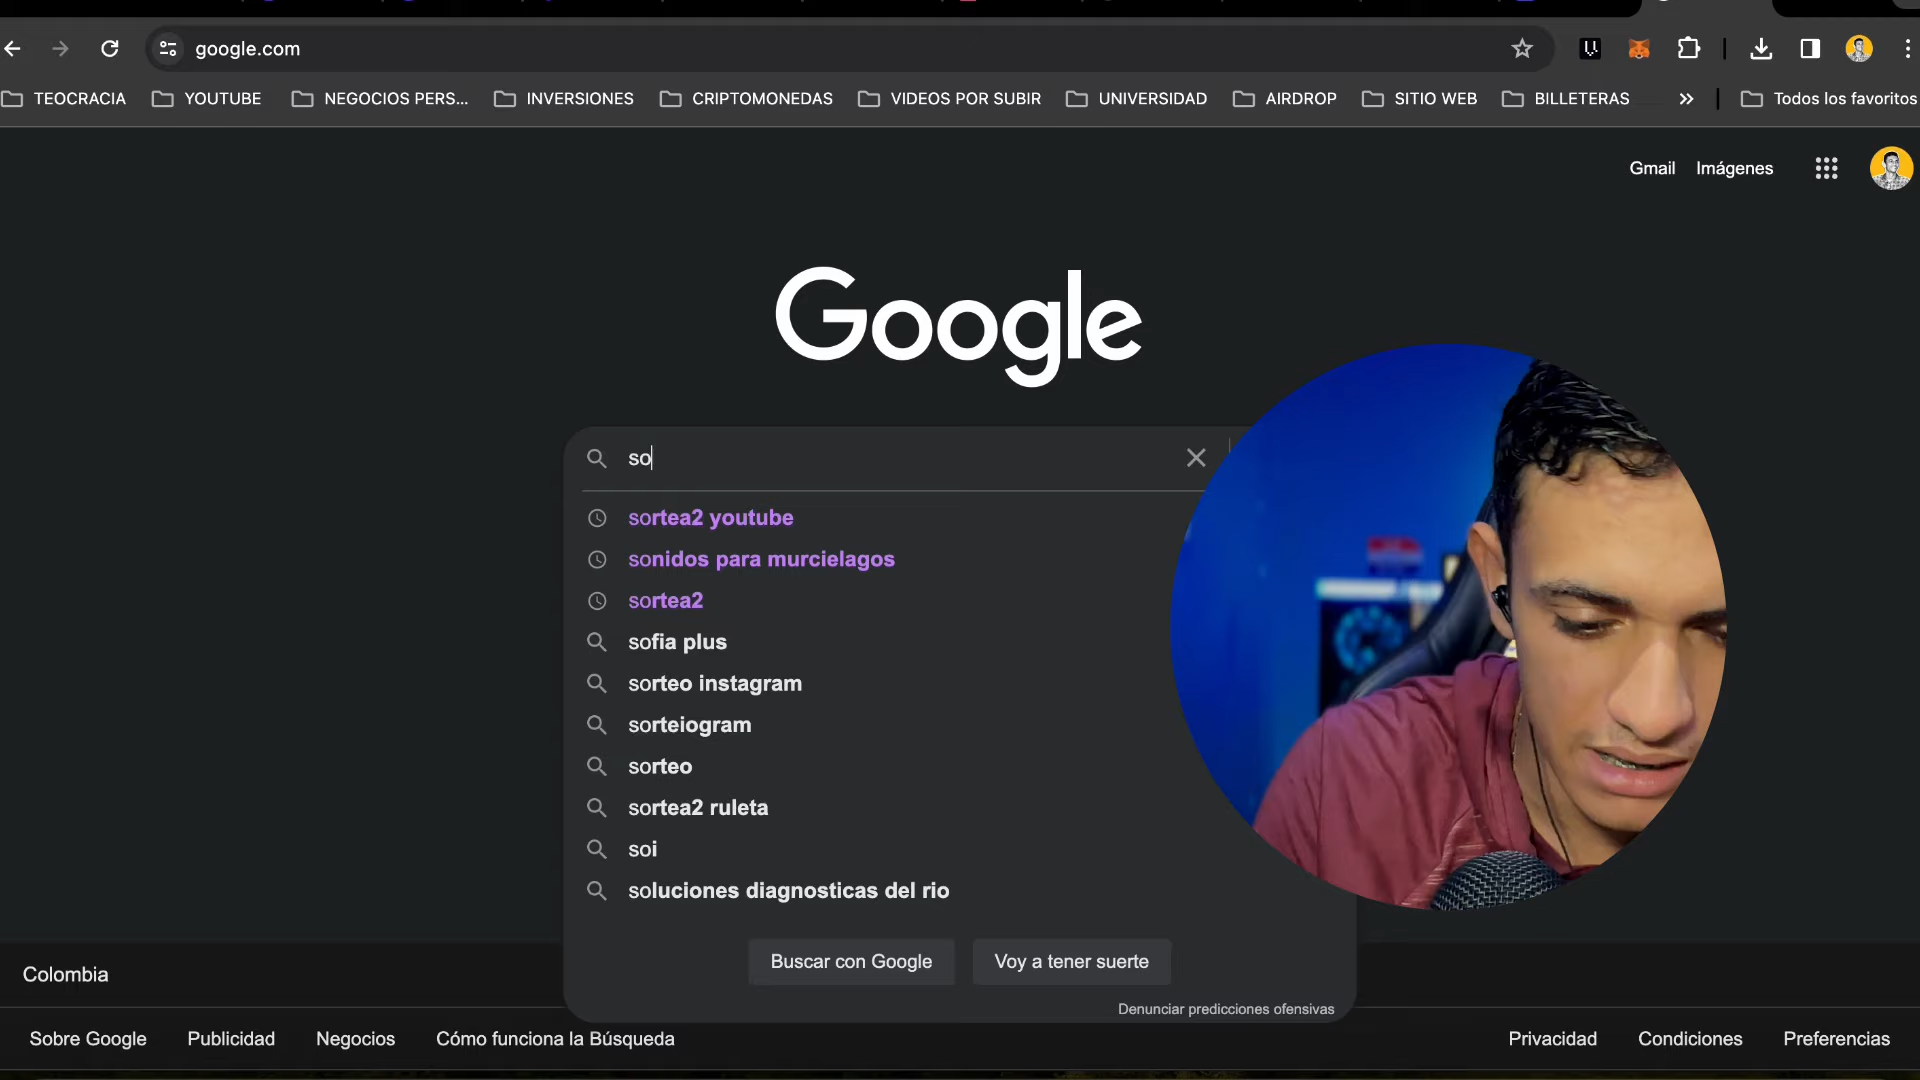 google.com
TEOCRACIA YOUTUBE NEGOCIOS PERS... INVERSIONES CRIPTOMONEDAS VIDEOS POR SUBIR UNIVERSIDAD AIRDROP SITIO WEB BILLETERAS » Todos los favoritos
Gmail Imágenes
Google
so
sortea2 youtube
sonidos para murcielagos
sortea2
sofia plus
sorteo instagram
sorteiogram
sorteo
sortea2 ruleta
soi
soluciones diagnosticas del rio
Buscar con Google Voy a tener suerte
Denunciar predicciones ofensivas
Colombia
Sobre Google Publicidad Negocios Cómo funciona la Búsqueda Privacidad Condiciones Preferencias